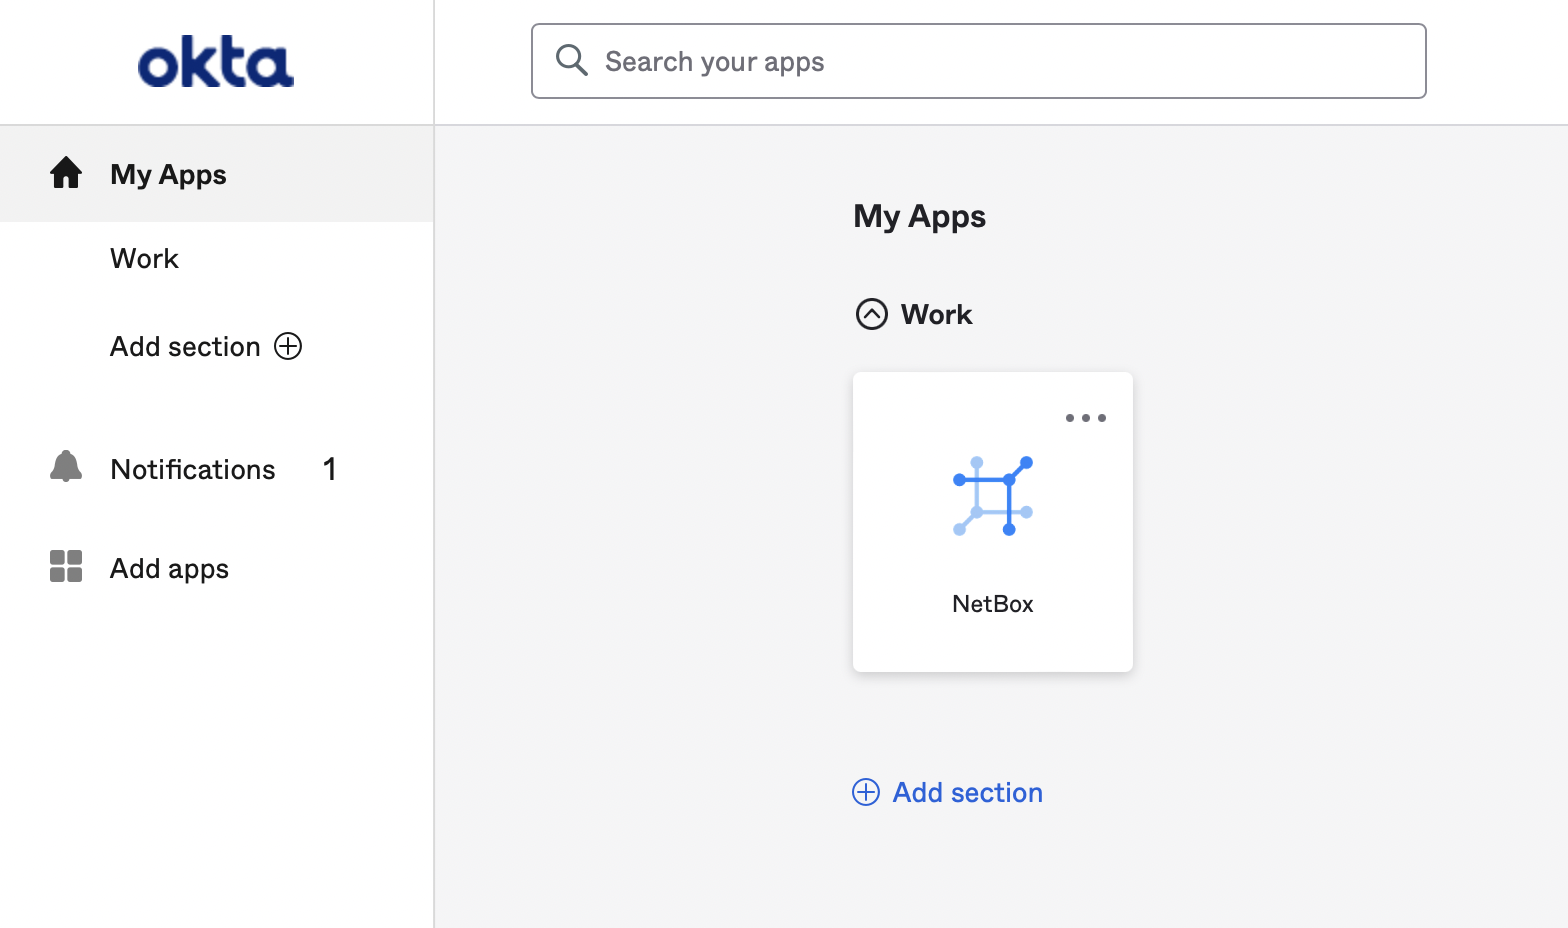 okta
Search your apps
My Apps
Work
Add section
Notifications 1
Add apps
My Apps
Work
NetBox
Add section